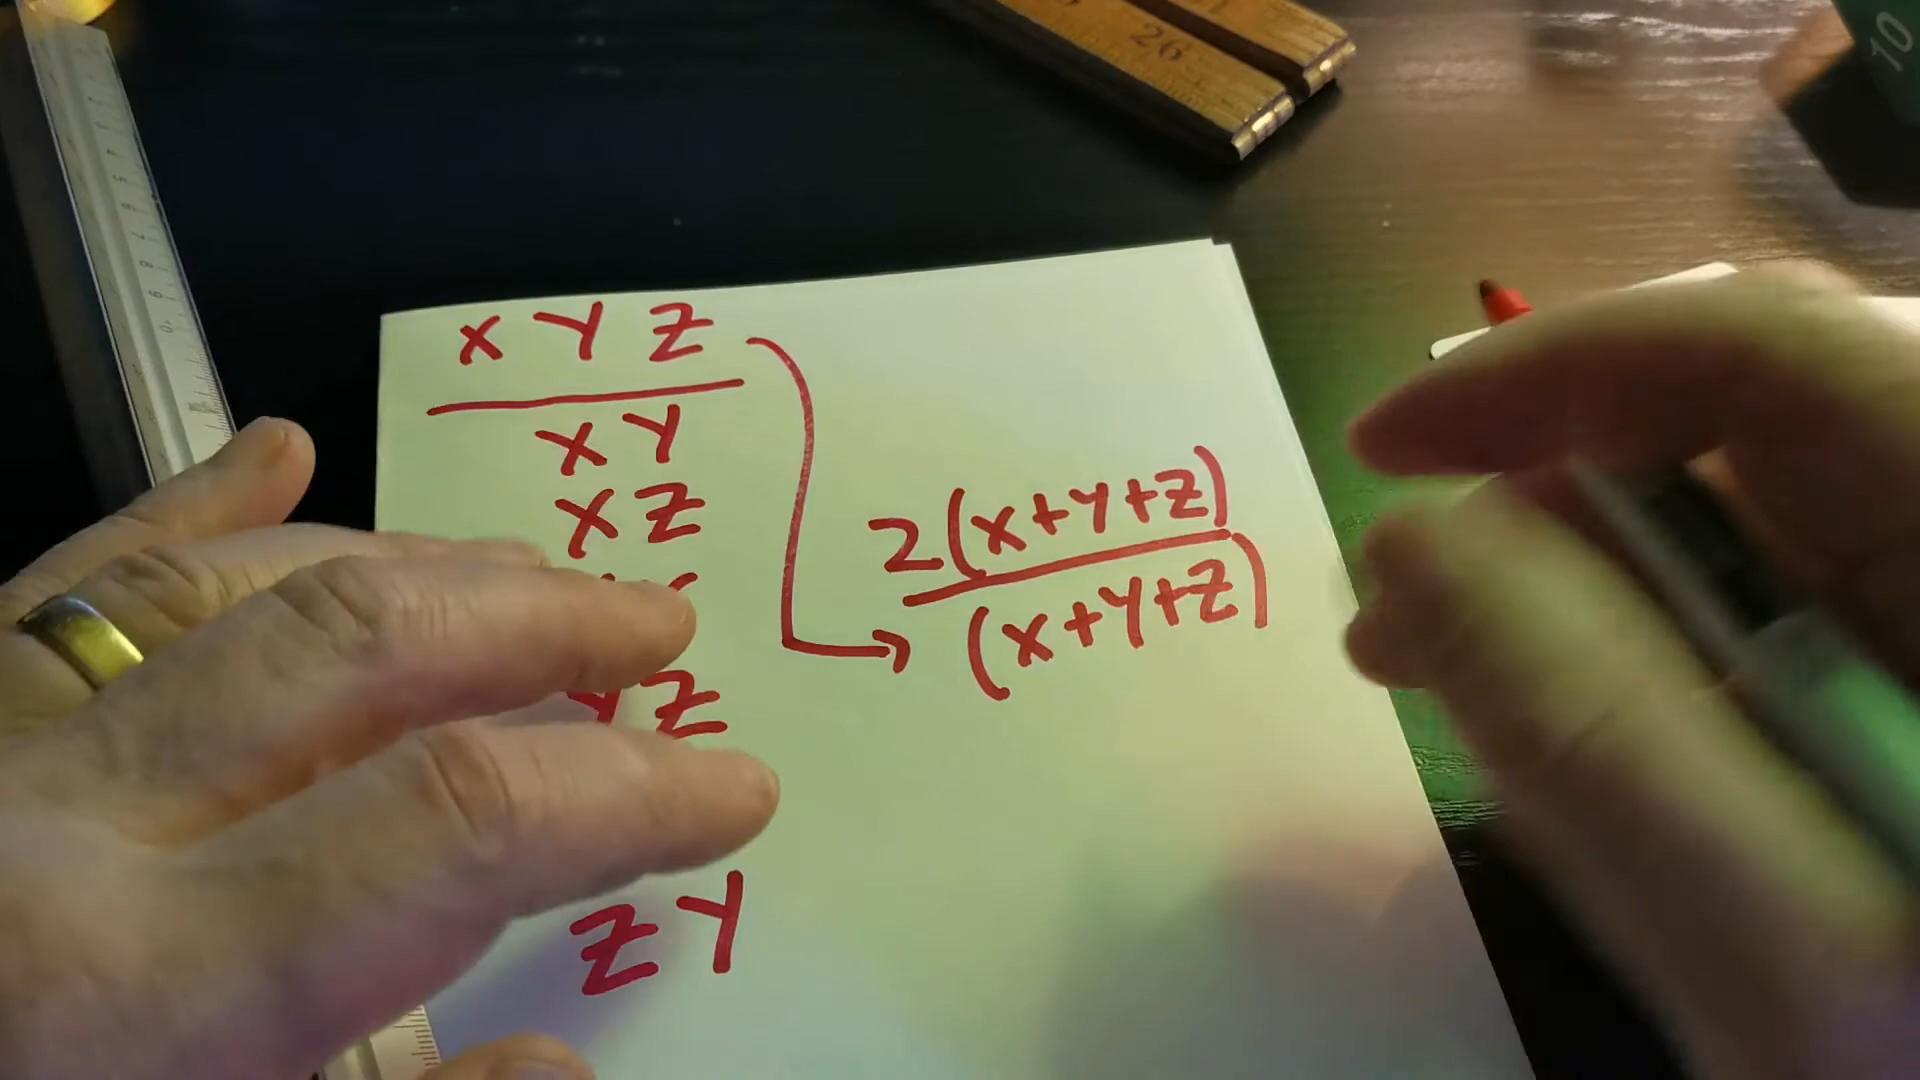 X Y Z
X Y
X Z
Y Z
Z Y
2(X+Y+Z)
(X+Y+Z)
26
10